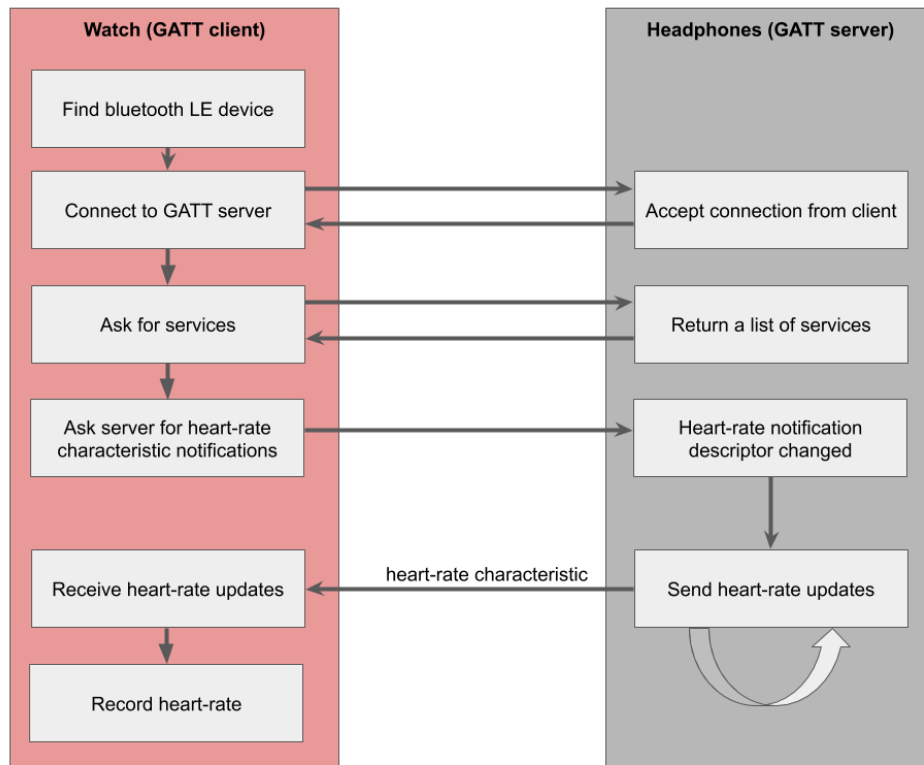 Watch (GATT client)
Headphones (GATT server)
Find bluetooth LE device
Connect to GATT server
Accept connection from client
Ask for services
Return a list of services
Ask server for heart-rate
characteristic notifications
Heart-rate notification
descriptor changed
Receive heart-rate updates
heart-rate characteristic
Send heart-rate updates
Record heart-rate